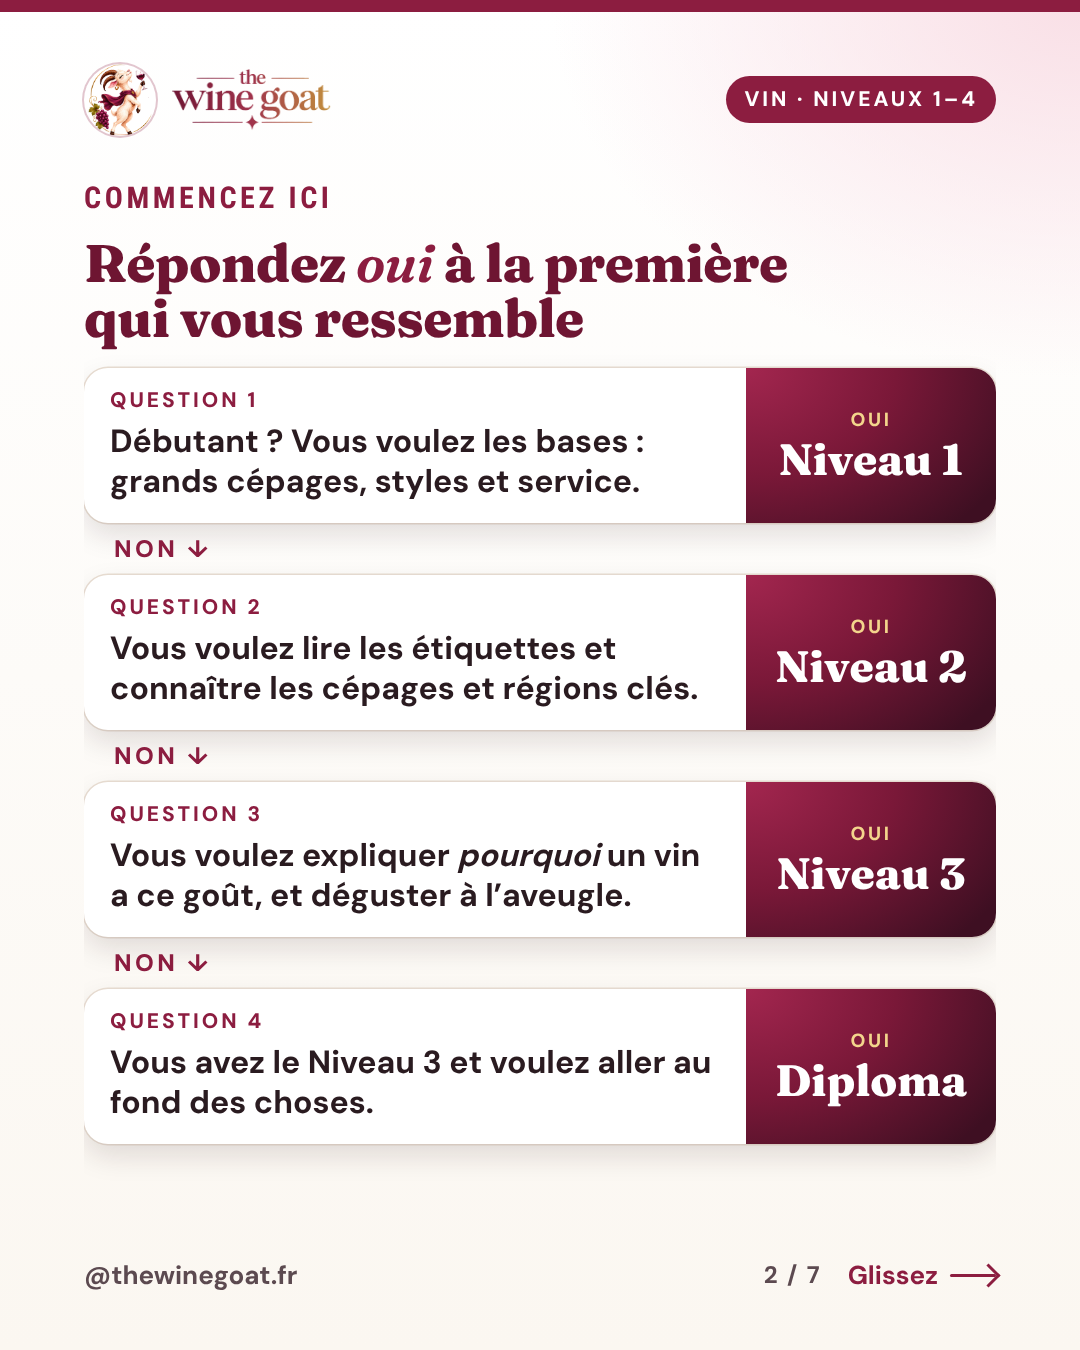 the
wine goat
VIN · NIVEAUX 1–4
COMMENCEZ ICI
Répondez oui à la première
qui vous ressemble
QUESTION 1
Débutant ? Vous voulez les bases :
grands cépages, styles et service.
OUI
Niveau 1
NON ↓
QUESTION 2
Vous voulez lire les étiquettes et
connaître les cépages et régions clés.
OUI
Niveau 2
NON ↓
QUESTION 3
Vous voulez expliquer pourquoi un vin
a ce goût, et déguster à l’aveugle.
OUI
Niveau 3
NON ↓
QUESTION 4
Vous avez le Niveau 3 et voulez aller au
fond des choses.
OUI
Diploma
@thewinegoat.fr
2 / 7
Glissez →